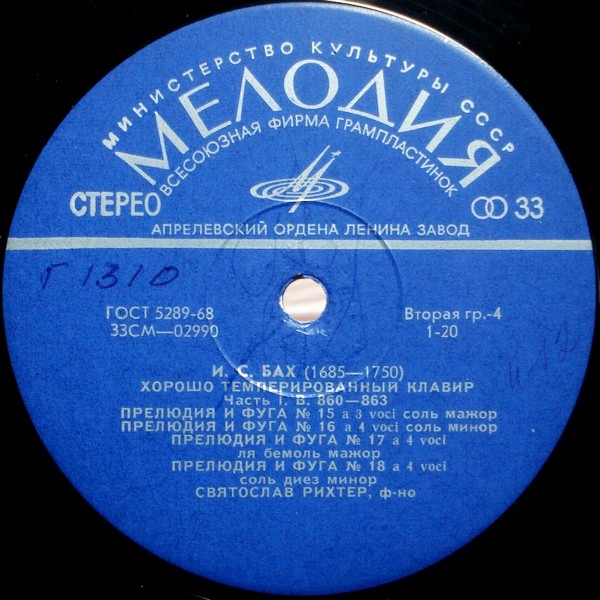 МИНИСТЕРСТВО КУЛЬТУРЫ СССР
МЕЛОДИЯ
ВСЕСОЮЗНАЯ ФИРМА ГРАМПЛАСТИНОК
СТЕРЕО
33
АПРЕЛЕВСКИЙ ОРДЕНА ЛЕНИНА ЗАВОД
Г 1310
ГОСТ 5289-68
33СМ—02990
Вторая гр.-4
1-20
И. С. БАХ (1685—1750)
ХОРОШО ТЕМПЕРИРОВАННЫЙ КЛАВИР
Часть I. В. 860—863
ПРЕЛЮДИЯ И ФУГА № 15 a 3 voci соль мажор
ПРЕЛЮДИЯ И ФУГА № 16 a 4 voci соль минор
ПРЕЛЮДИЯ И ФУГА № 17 a 4 voci
ля бемоль мажор
ПРЕЛЮДИЯ И ФУГА № 18 a 4 voci
соль диез минор
СВЯТОСЛАВ РИХТЕР, ф-но